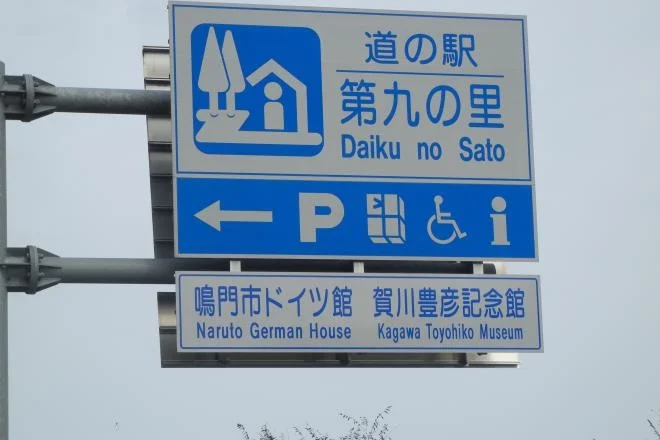 道の駅
第九の里
Daiku no Sato
P
鳴門市ドイツ館 賀川豊彦記念館
Naruto German House Kagawa Toyohiko Museum